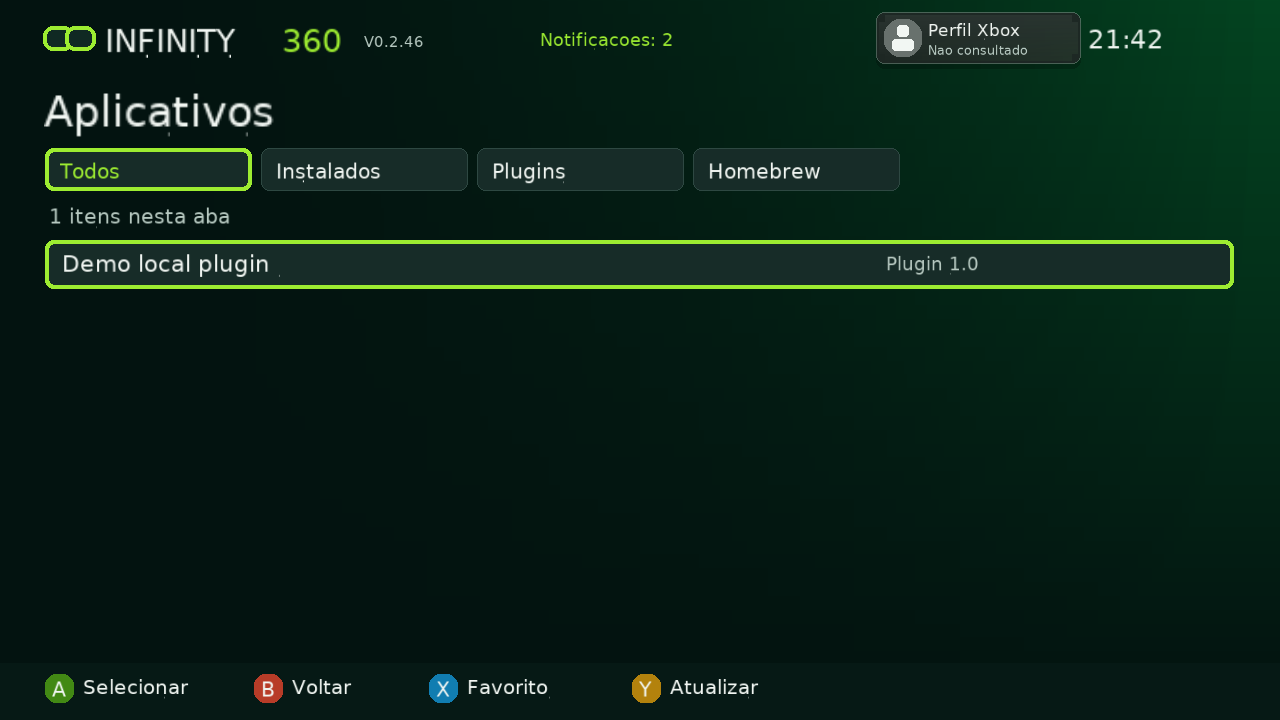 INFINITY 360 V0.2.46 Notificacoes: 2 Perfil Xbox 21:42
Nao consultado
Aplicativos
Todos Instalados Plugins Homebrew
1 itens nesta aba
Demo local plugin Plugin 1.0
A Selecionar B Voltar X Favorito Y Atualizar